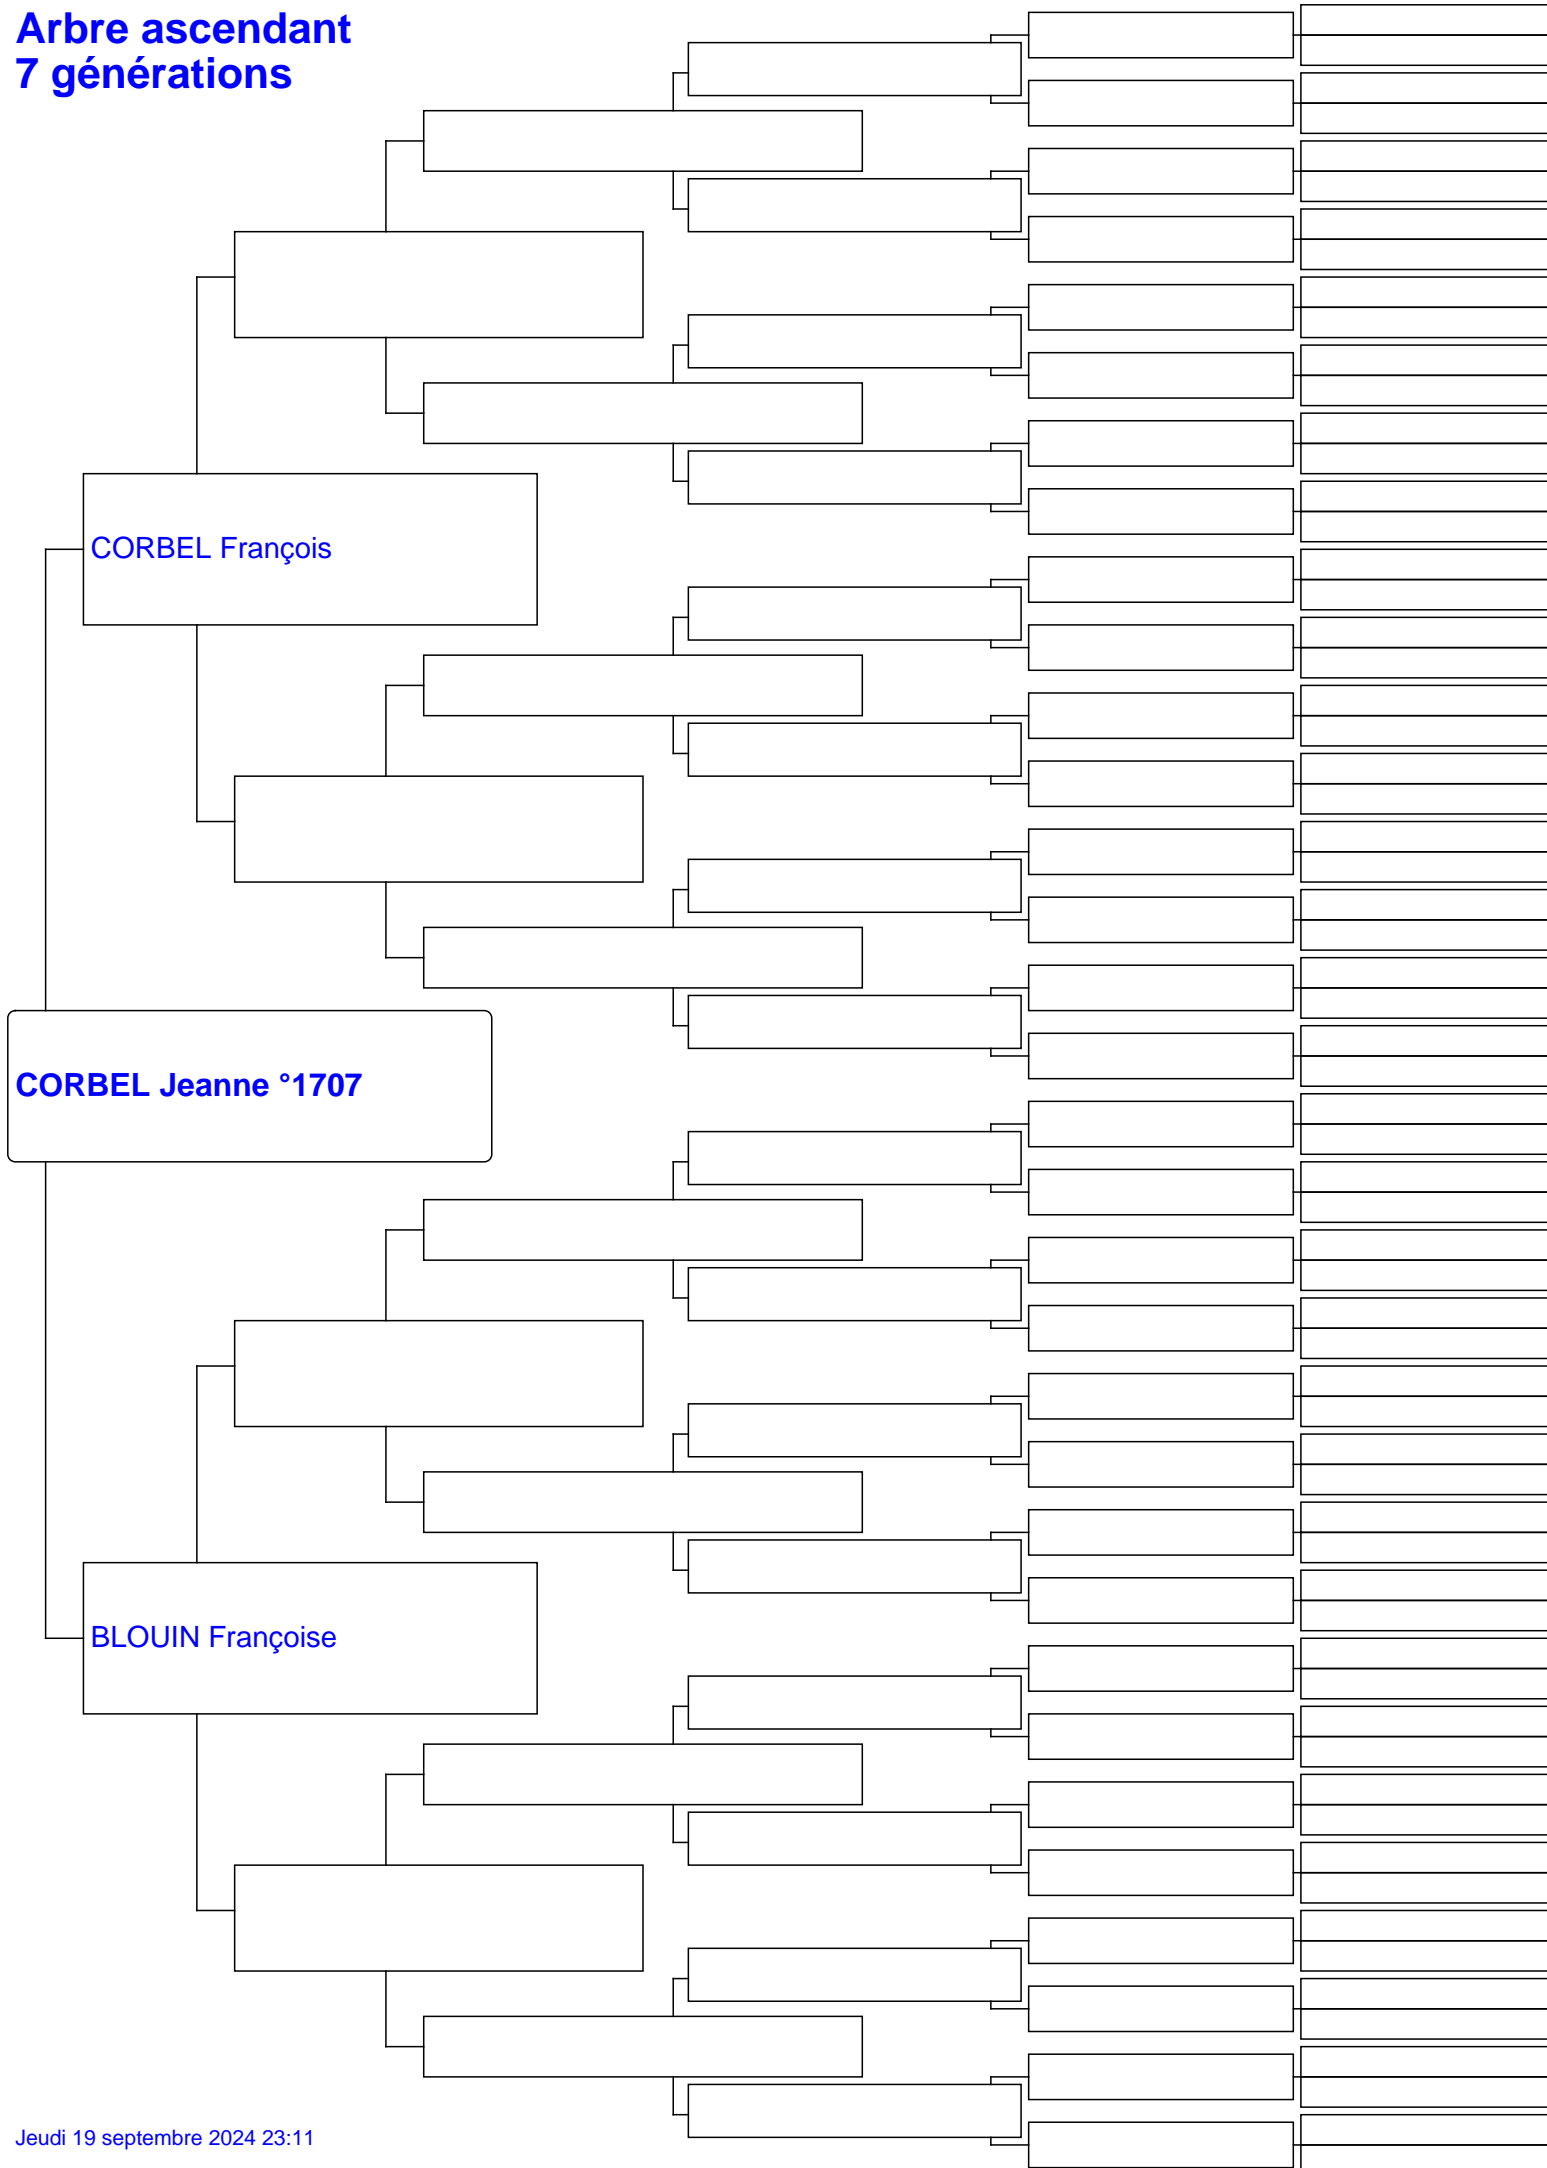 Arbre ascendant
7 générations
CORBEL François
CORBEL Jeanne °1707
BLOUIN Françoise
Jeudi 19 septembre 2024 23:11